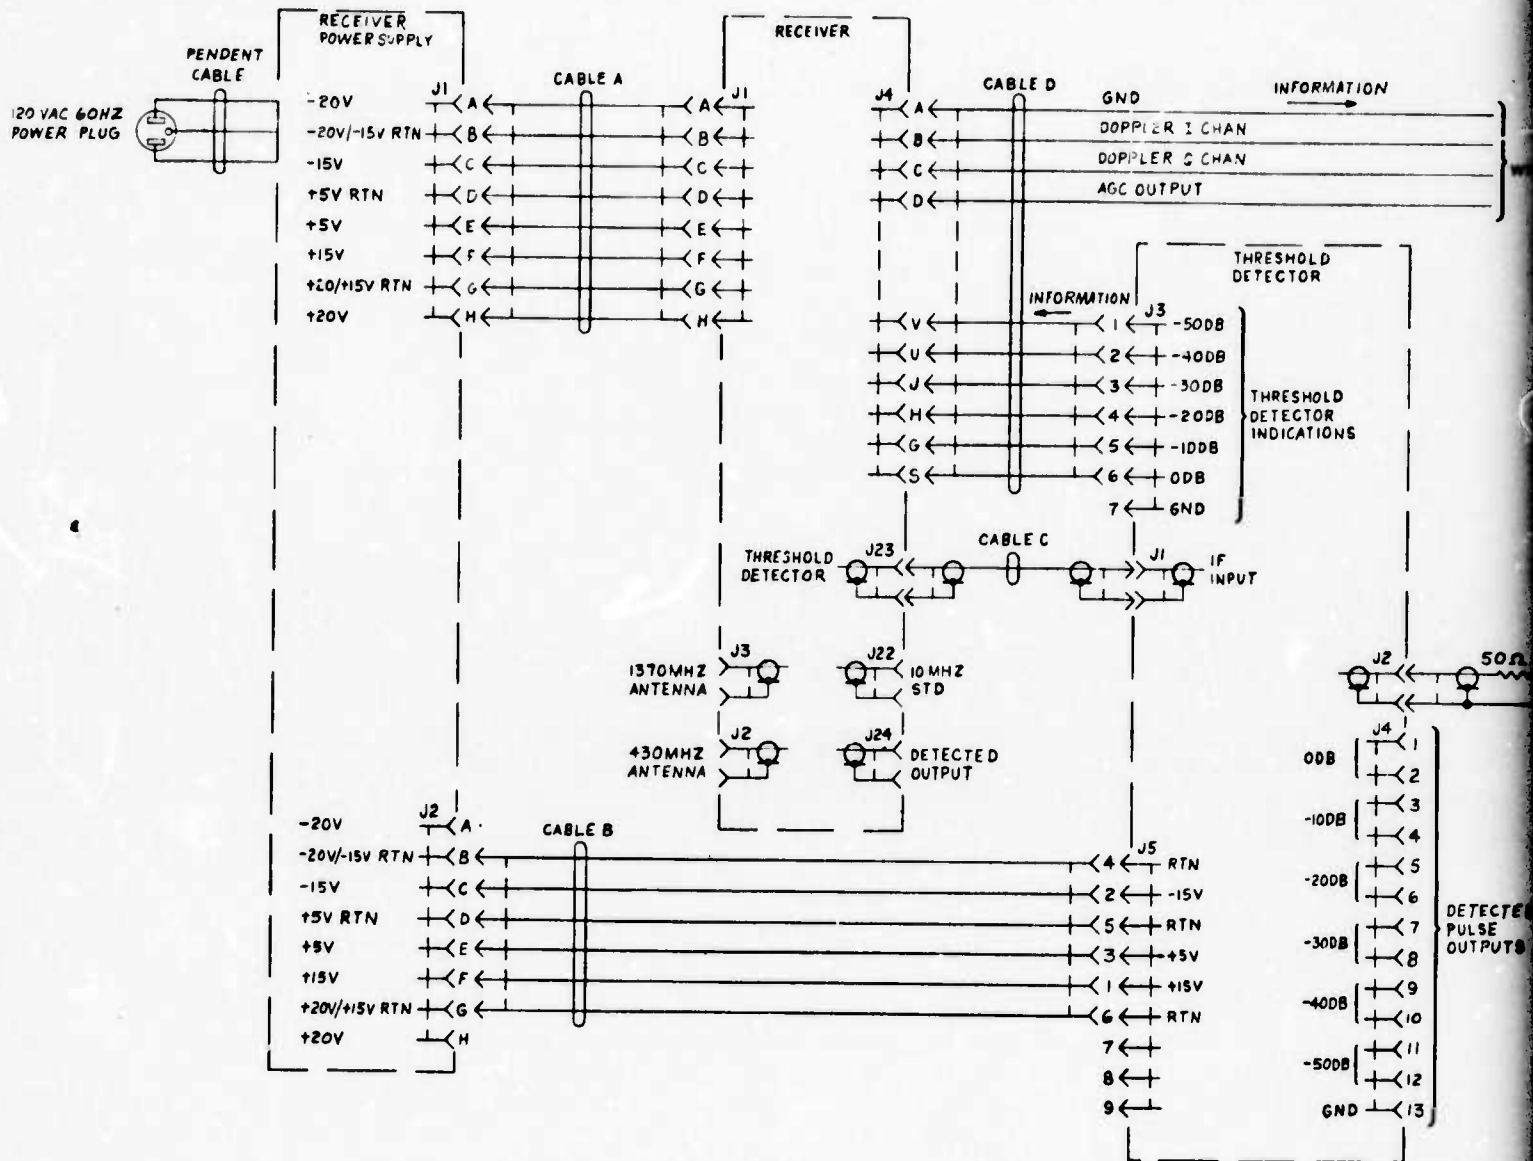 RECEIVER
POWER SUPPLY
PENDENT
CABLE
120 VAC 60HZ
POWER PLUG
J1
-20V A
-20V/-15V RTN B
-15V C
+5V RTN D
+5V E
+15V F
+20/+15V RTN G
+20V H
CABLE A
RECEIVER
J1
A
B
C
D
E
F
G
H
J4
A
B
C
D
CABLE D
GND
INFORMATION
DOPPLER I CHAN
DOPPLER CHAN
AGC OUTPUT
THRESHOLD
DETECTOR
INFORMATION
J3
V 1 -50DB
U 2 -40DB
J 3 -30DB
H 4 -20DB
G 5 -10DB
S 6 0DB
7 GND
THRESHOLD
DETECTOR
INDICATIONS
THRESHOLD
DETECTOR
J23
CABLE C
J1
IF
INPUT
J3
1370MHZ
ANTENNA
J22
10 MHZ
STD
J2
430MHZ
ANTENNA
J24
DETECTED
OUTPUT
J2
50Ω
J2
-20V A
-20V/-15V RTN B
-15V C
+5V RTN D
+5V E
+15V F
+20V/+15V RTN G
+20V H
CABLE B
J5
4 RTN
2 -15V
5 RTN
3 +5V
1 +15V
6 RTN
7
8
9
J4
0DB 1
2
-10DB 3
4
-20DB 5
6
-30DB 7
8
-40DB 9
10
-50DB 11
12
GND 13
PULSE
OUTPUTS